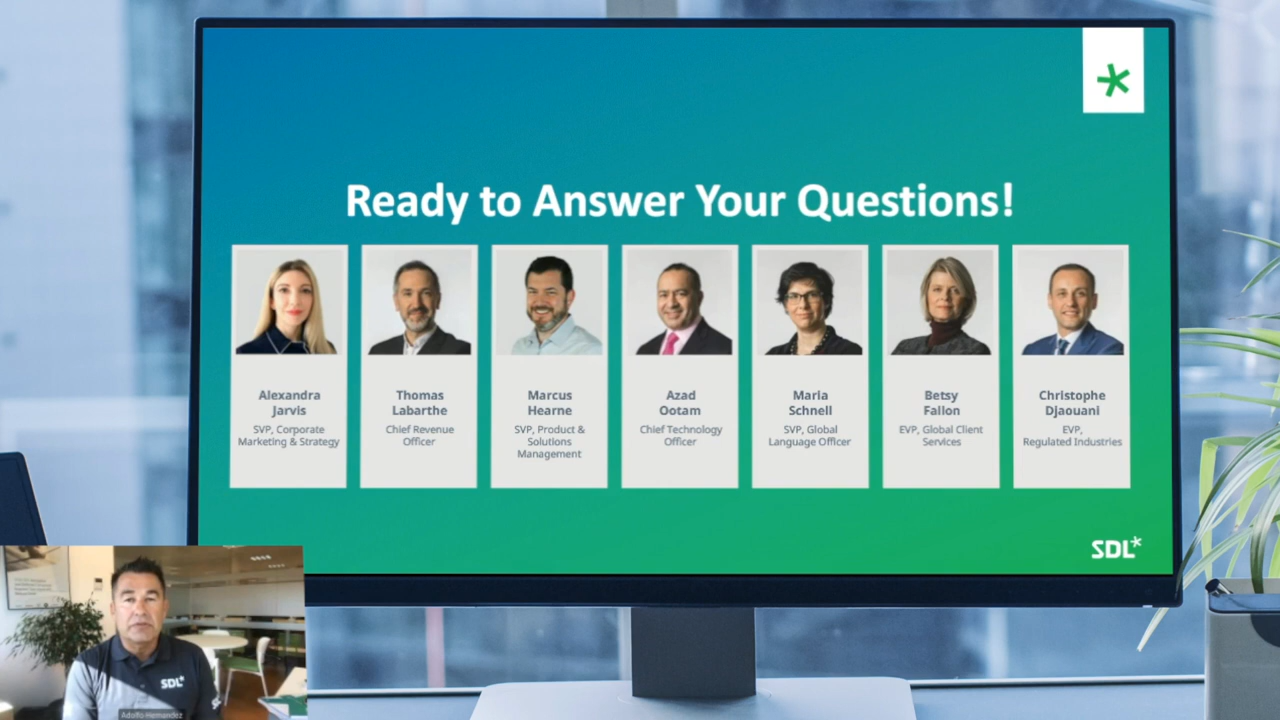 Ready to Answer Your Questions!
Alexandra
Jarvis
SVP, Corporate
Marketing & Strategy
Thomas
Labarthe
Chief Revenue
Officer
Marcus
Hearne
SVP, Product &
Solutions
Management
Azad
Ootam
Chief Technology
Officer
Marla
Schnell
SVP, Global
Language Officer
Betsy
Fallon
EVP, Global Client
Services
Christophe
Djaouani
EVP,
Regulated Industries
SDL*
SDL*
Adolfo Hernandez